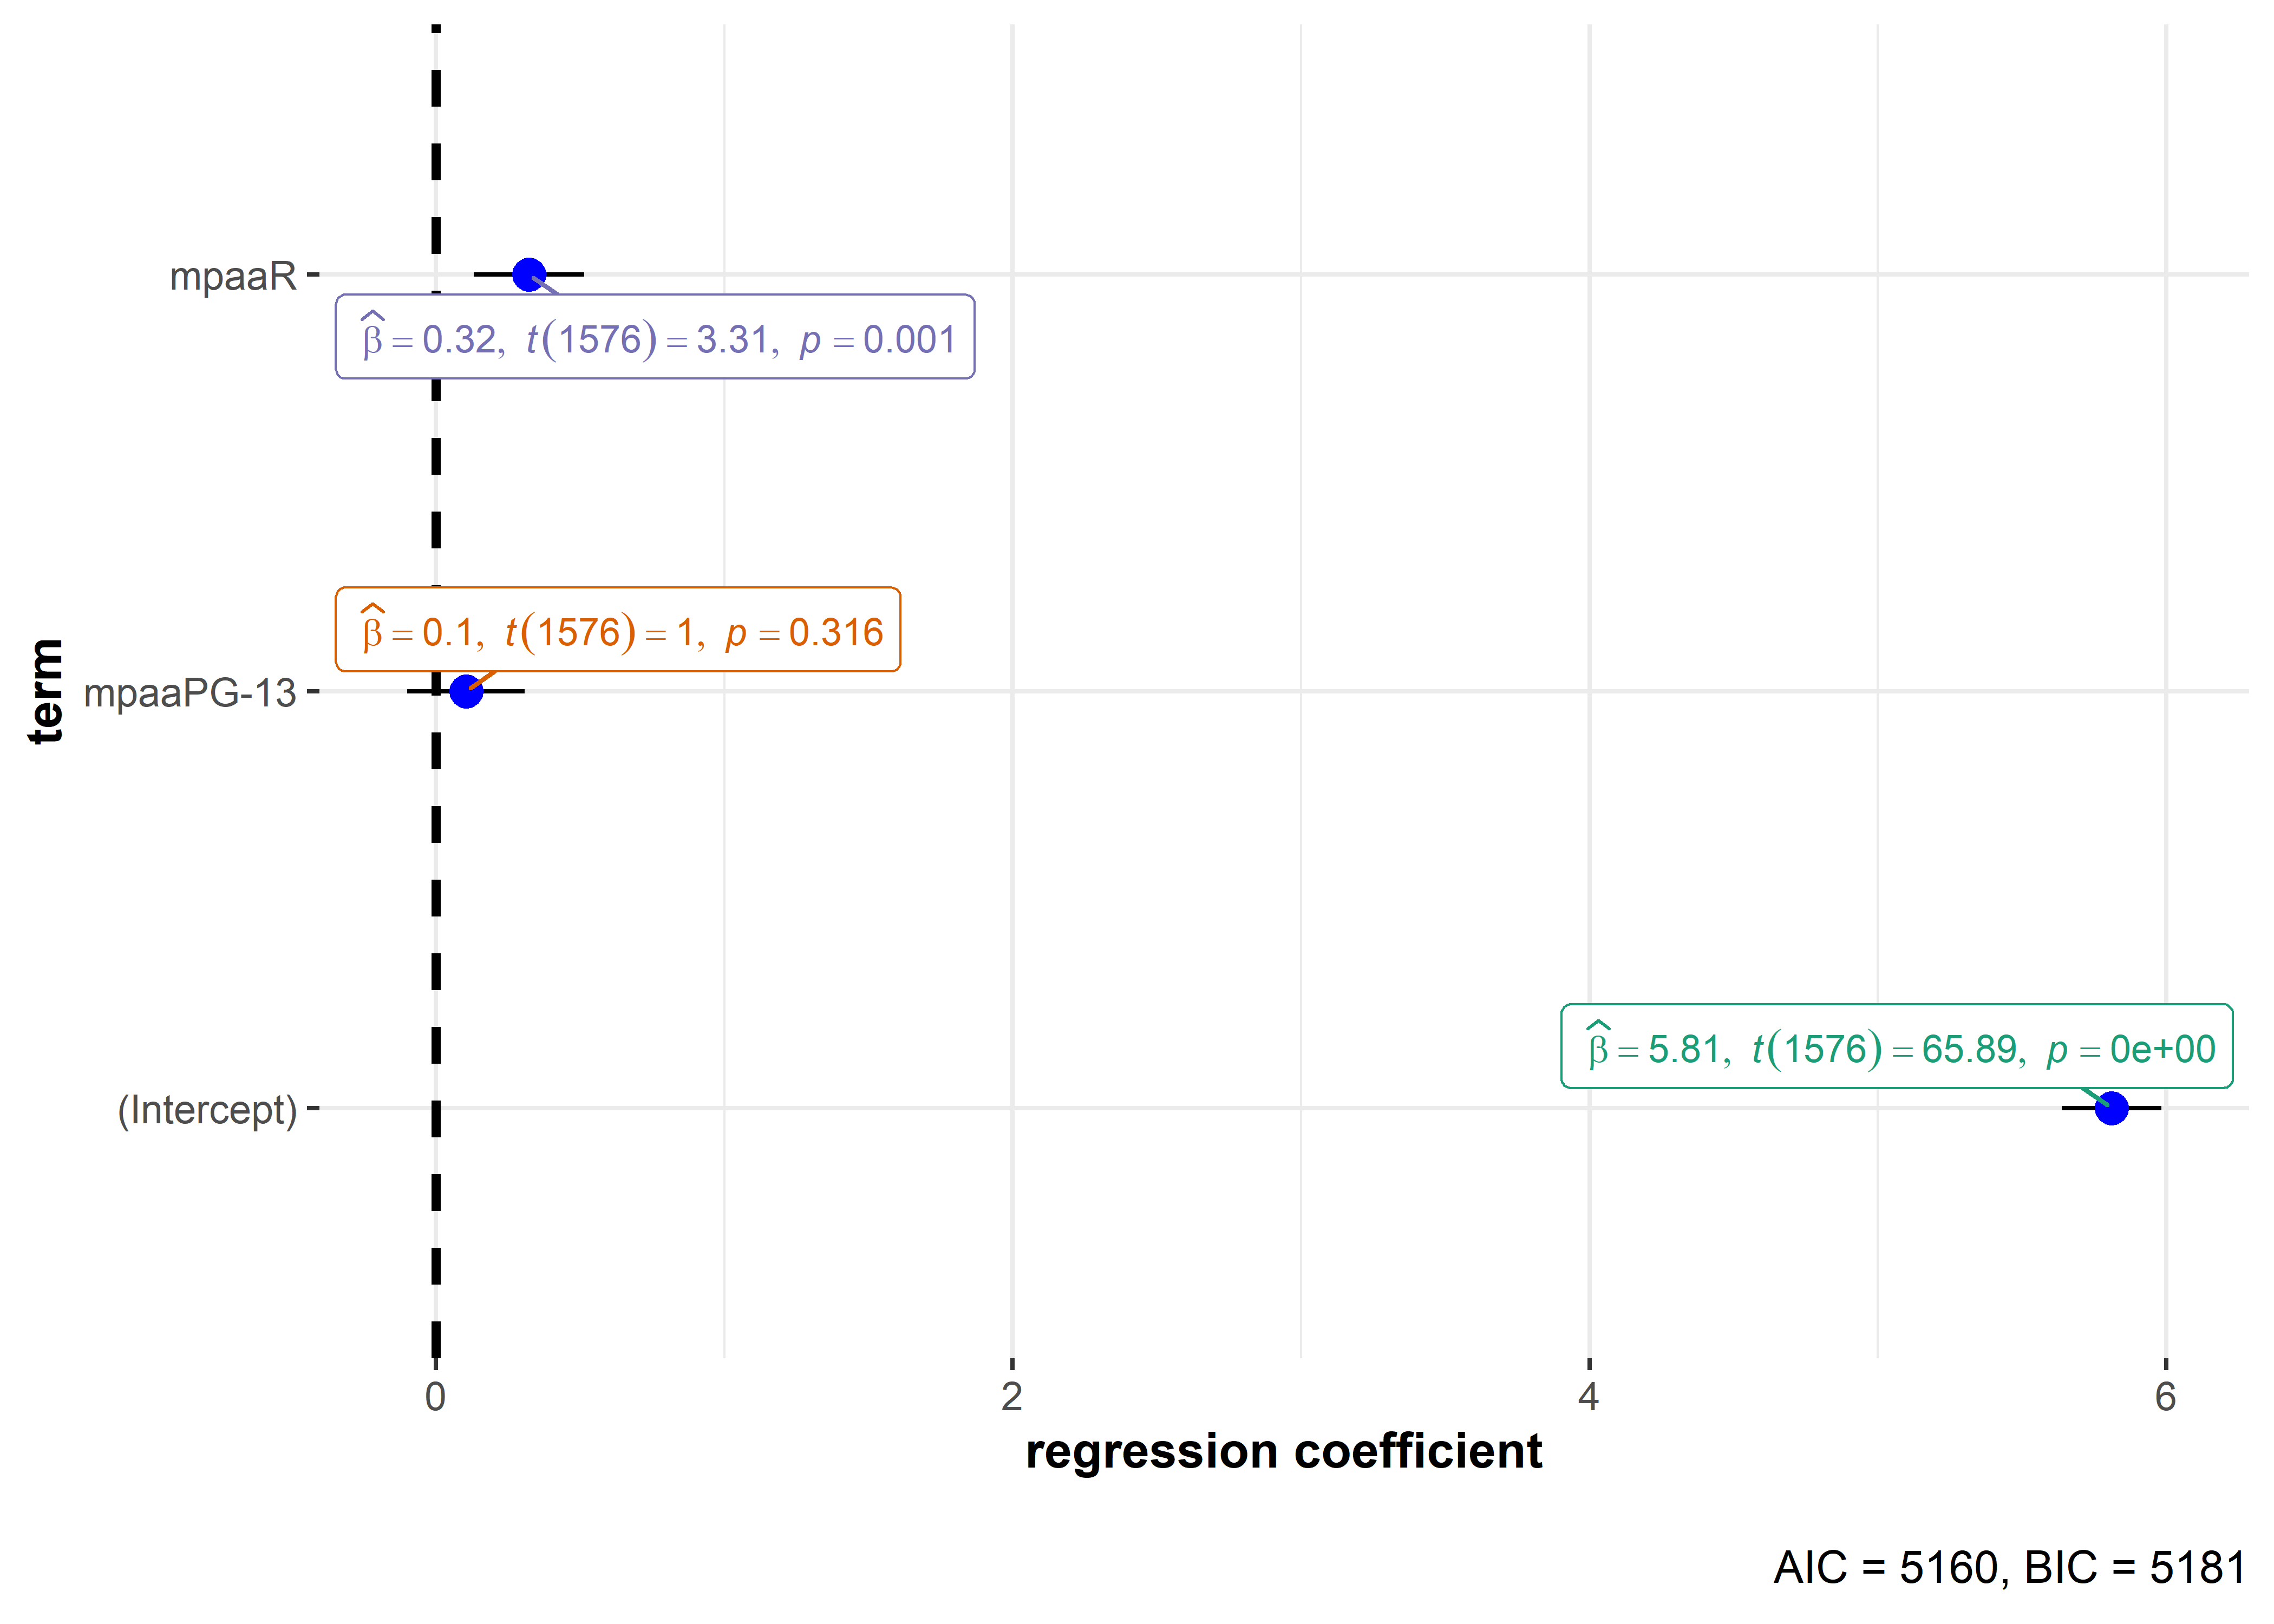 mpaaR
β̂ = 0.32, t(1576) = 3.31, p = 0.001
β̂ = 0.1, t(1576) = 1, p = 0.316
term
mpaaPG-13
β̂ = 5.81, t(1576) = 65.89, p = 0e+00
(Intercept)
0 2 4 6
regression coefficient
AIC = 5160, BIC = 5181